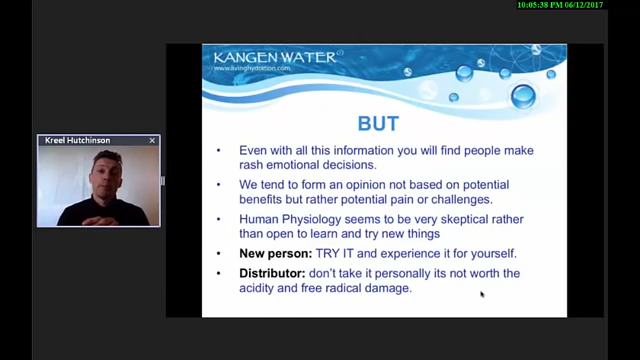 10:05:38 PM 06/12/2017
KANGEN WATER
www.livinghydration.com
Kreel Hutchinson
BUT
• Even with all this information you will find people make
rash emotional decisions.
• We tend to form an opinion not based on potential
benefits but rather potential pain or challenges.
• Human Physiology seems to be very skeptical rather
than open to learn and try new things
• New person: TRY IT and experience it for yourself.
• Distributor: don't take it personally its not worth the
acidity and free radical damage.